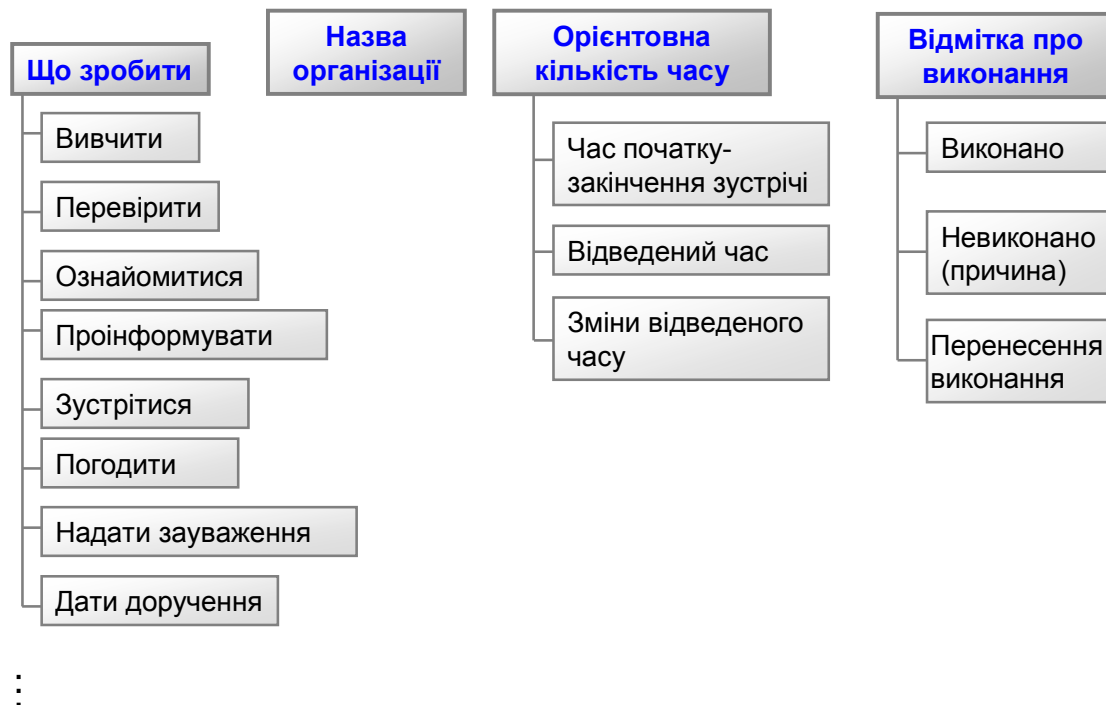 Що зробити
Вивчити
Перевірити
Ознайомитися
Проінформувати
Зустрітися
Погодити
Надати зауваження
Дати доручення
Назва
організації
Орієнтовна
кількість часу
Час початку-
закінчення зустрічі
Відведений час
Зміни відведеного
часу
Відмітка про
виконання
Виконано
Невиконано
(причина)
Перенесення
виконання